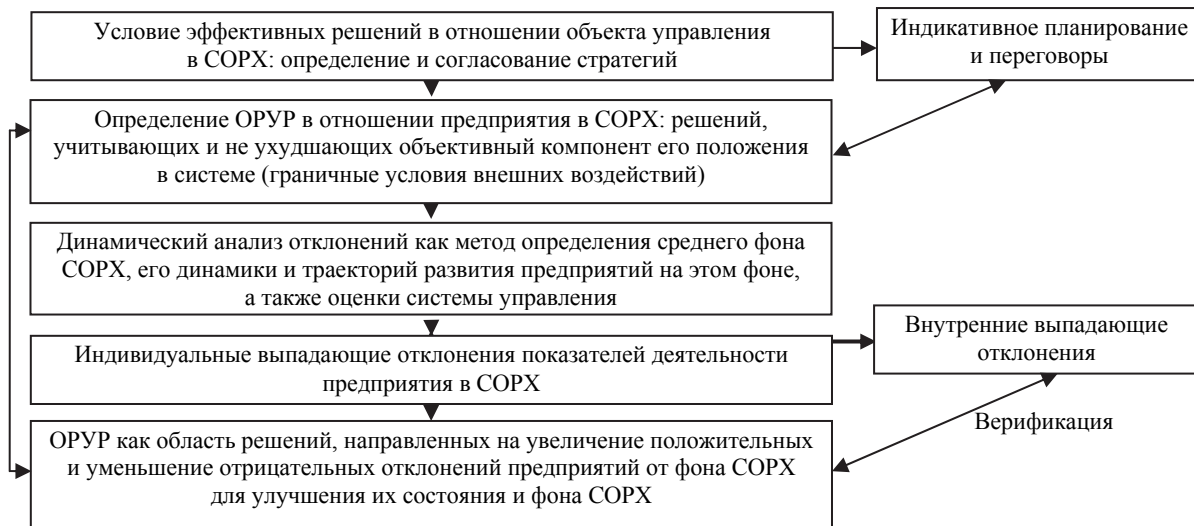 Условие эффективных решений в отношении объекта управления
в СОРХ: определение и согласование стратегий
Индикативное планирование
и переговоры
Определение ОРУР в отношении предприятия в СОРХ: решений,
учитывающих и не ухудшающих объективный компонент его положения
в системе (граничные условия внешних воздействий)
Динамический анализ отклонений как метод определения среднего фона
СОРХ, его динамики и траекторий развития предприятий на этом фоне,
а также оценки системы управления
Индивидуальные выпадающие отклонения показателей деятельности
предприятия в СОРХ
Внутренние выпадающие
отклонения
Верификация
ОРУР как область решений, направленных на увеличение положительных
и уменьшение отрицательных отклонений предприятий от фона СОРХ
для улучшения их состояния и фона СОРХ